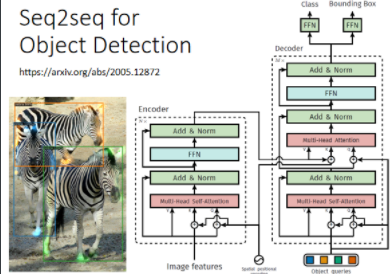 Seq2seq for
Object Detection
https://arxiv.org/abs/2005.12872
Class Bounding Box
FFN FFN
Decoder
Add & Norm
FFN
Add & Norm
Multi-Head Attention
Add & Norm
Multi-Head Self-Attention
Object queries
Encoder
Add & Norm
FFN
Add & Norm
Multi-Head Self-Attention
Image features
Spatial positional